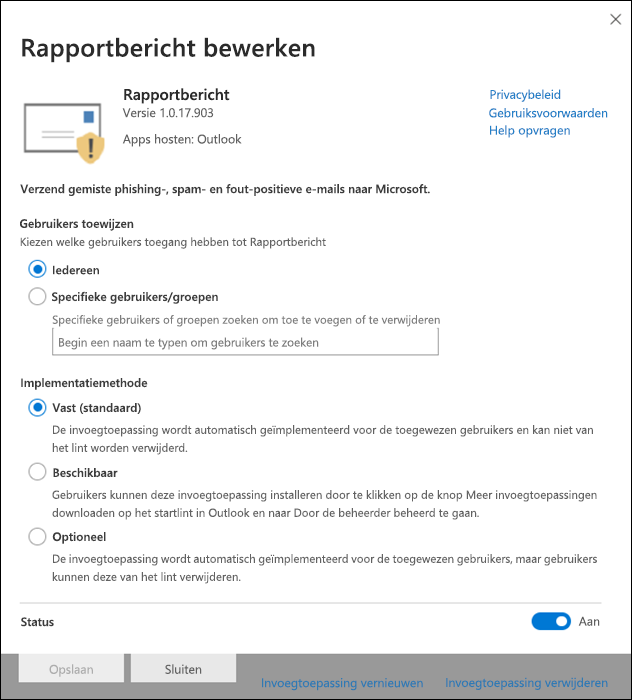 Rapportbericht bewerken
Rapportbericht
Versie 1.0.17.903
Apps hosten: Outlook
Privacybeleid
Gebruiksvoorwaarden
Help opvragen
Verzend gemiste phishing-, spam- en fout-positieve e-mails naar Microsoft.
Gebruikers toewijzen
Kiezen welke gebruikers toegang hebben tot Rapportbericht
Iedereen
Specifieke gebruikers/groepen
Specifieke gebruikers of groepen zoeken om toe te voegen of te verwijderen
Begin een naam te typen om gebruikers te zoeken
Implementatiemethode
Vast (standaard)
De invoegtoepassing wordt automatisch geïmplementeerd voor de toegewezen gebruikers en kan niet van
het lint worden verwijderd.
Beschikbaar
Gebruikers kunnen deze invoegtoepassing installeren door te klikken op de knop Meer invoegtoepassingen
downloaden op het startlint in Outlook en naar Door de beheerder beheerd te gaan.
Optioneel
De invoegtoepassing wordt automatisch geïmplementeerd voor de toegewezen gebruikers, maar gebruikers
kunnen deze van het lint verwijderen.
Status
Aan
Opslaan
Sluiten
Invoegtoepassing vernieuwen
Invoegtoepassing verwijderen